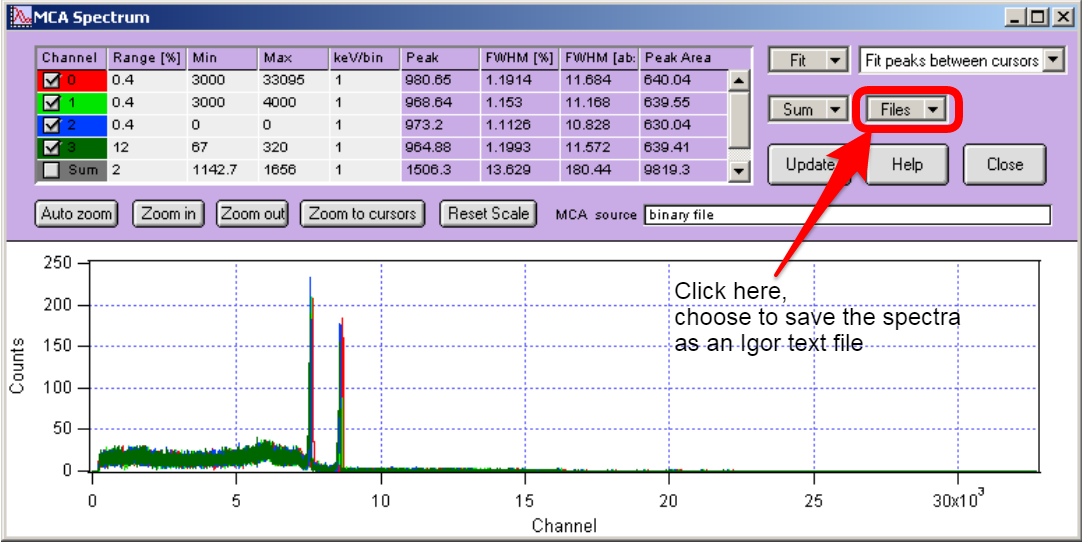 MCA Spectrum
Channel Range [%] Min Max keV/bin Peak FWHM [%] FWHM [ab: Peak Area
0 0.4 3000 33095 1 980.65 1.1914 11.684 640.04
1 0.4 3000 4000 1 968.64 1.153 11.168 639.55
2 0.4 0 0 1 973.2 1.1126 10.828 630.04
3 12 67 320 1 964.88 1.1993 11.572 639.41
Sum 2 1142.7 1656 1 1506.3 13.629 180.44 9819.3
Fit Fit peaks between cursors
Sum Files
Update Help Close
Auto zoom Zoom in Zoom out Zoom to cursors Reset Scale MCA source binary file
Click here,
choose to save the spectra
as an Igor text file
Counts
250
200
150
100
50
0
0 5 10 15 20 25 30x10³
Channel